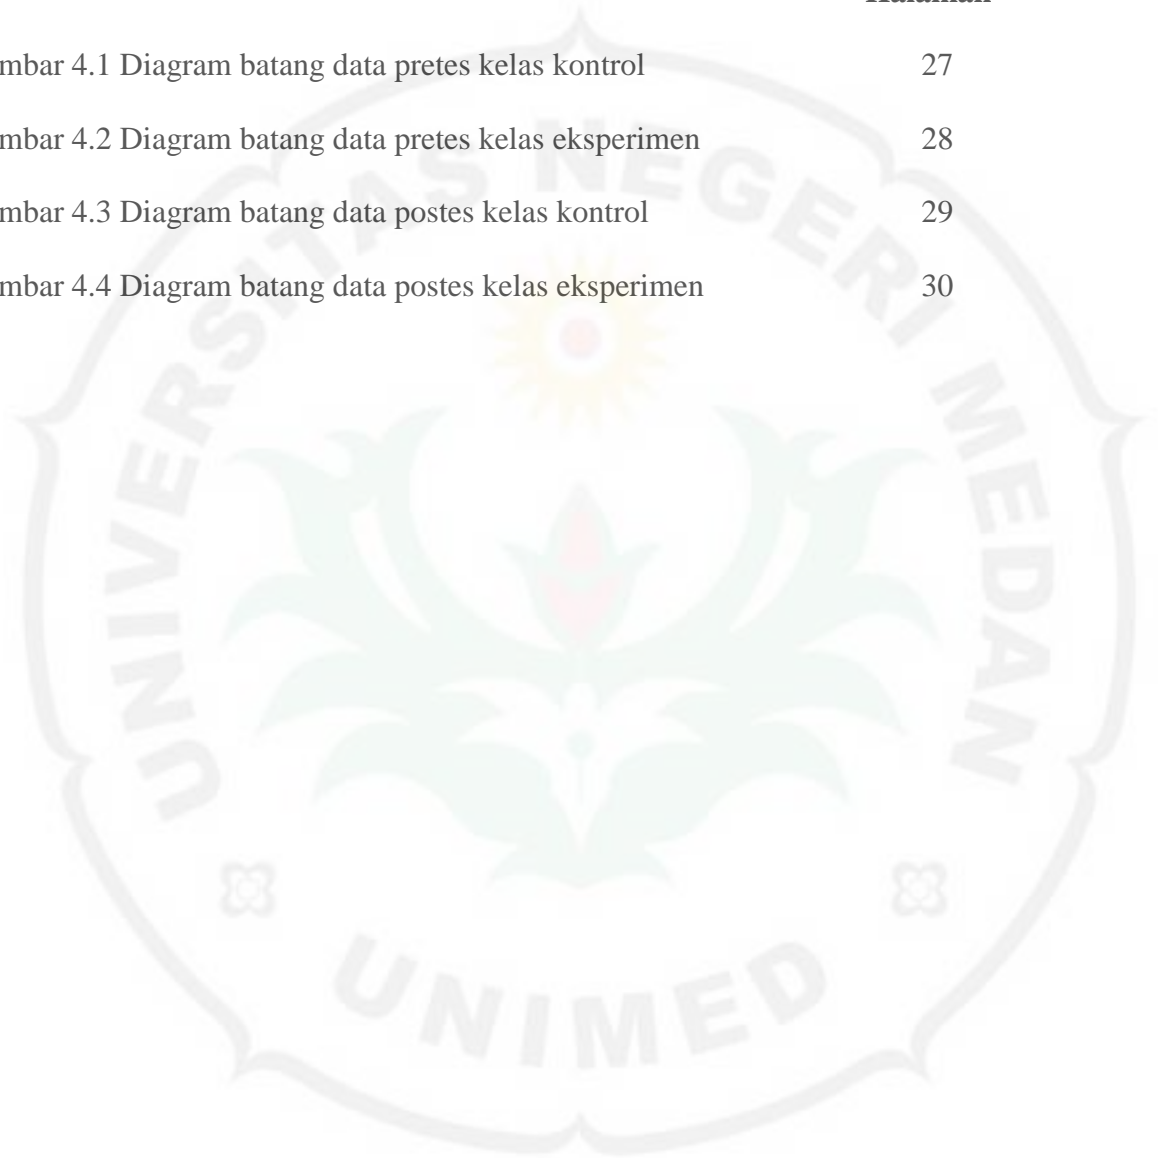 Halaman
mbar 4.1 Diagram batang data pretes kelas kontrol 27
mbar 4.2 Diagram batang data pretes kelas eksperimen 28
mbar 4.3 Diagram batang data postes kelas kontrol 29
mbar 4.4 Diagram batang data postes kelas eksperimen 30
UNIVERSITAS NEGERI MEDAN
UNIMED